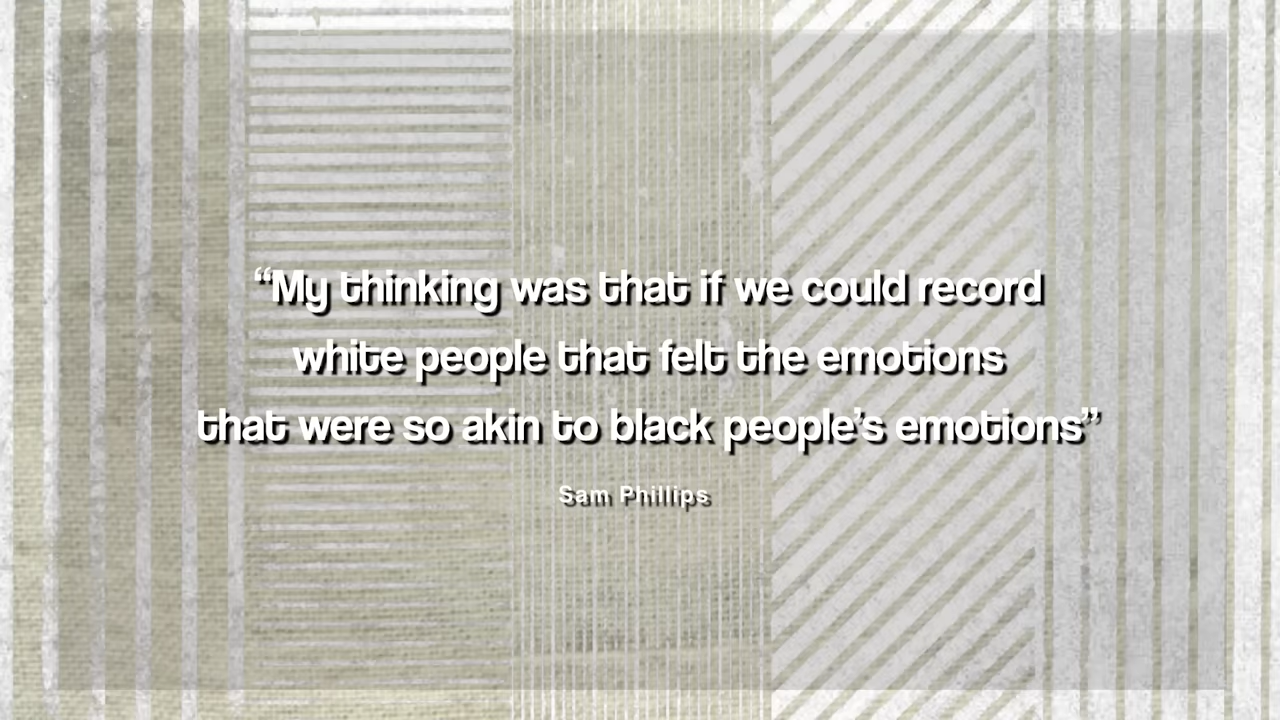 “My thinking was that if we could record
white people that felt the emotions
that were so akin to black people’s emotions”
Sam Phillips